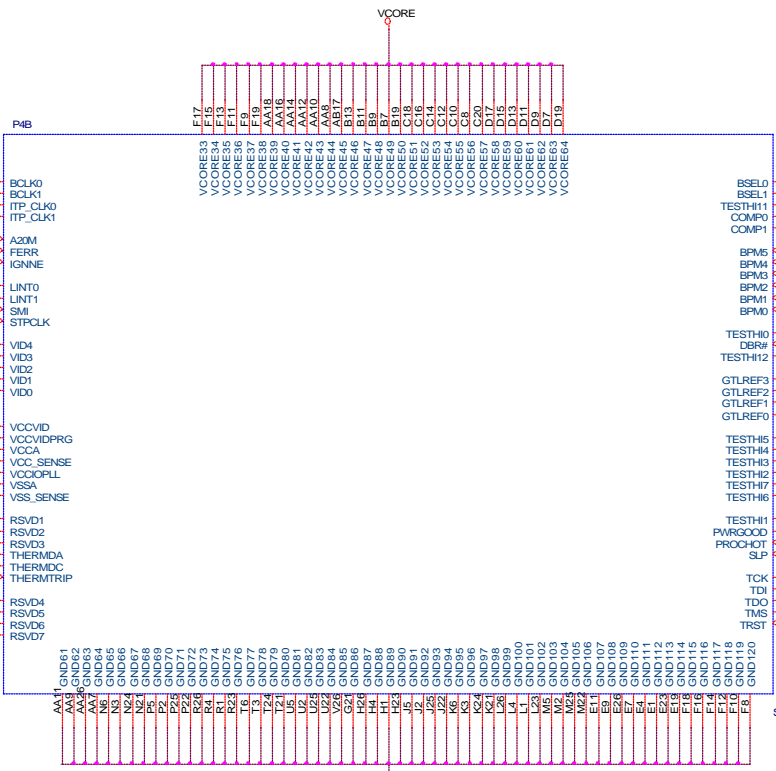 VCORE
P4B
F17
F15
F13
F11
F9
F19
AA18
AA16
AA14
AA12
AA10
AA8
AB17
B13
B11
B9
B7
B19
C18
C16
C14
C12
C10
C8
C20
D17
D15
D13
D11
D9
D7
D19
VCORE33
VCORE34
VCORE35
VCORE36
VCORE37
VCORE38
VCORE39
VCORE40
VCORE41
VCORE42
VCORE43
VCORE44
VCORE45
VCORE46
VCORE47
VCORE48
VCORE49
VCORE50
VCORE51
VCORE52
VCORE53
VCORE54
VCORE55
VCORE56
VCORE57
VCORE58
VCORE59
VCORE60
VCORE61
VCORE62
VCORE63
VCORE64
BCLK0
BCLK1
ITP_CLK0
ITP_CLK1
A20M
FERR
IGNNE
LINT0
LINT1
SMI
STPCLK
VID4
VID3
VID2
VID1
VID0
VCCVID
VCCVIDPRG
VCCA
VCC_SENSE
VCCIOPLL
VSSA
VSS_SENSE
RSVD1
RSVD2
RSVD3
THERMDA
THERMDC
THERMTRIP
RSVD4
RSVD5
RSVD6
RSVD7
BSEL0
BSEL1
TESTHI11
COMP0
COMP1
BPM5
BPM4
BPM3
BPM2
BPM1
BPM0
TESTHI0
DBR#
TESTHI12
GTLREF3
GTLREF2
GTLREF1
GTLREF0
TESTHI5
TESTHI4
TESTHI3
TESTHI2
TESTHI7
TESTHI6
TESTHI1
PWRGOOD
PROCHOT
SLP
TCK
TDI
TDO
TMS
TRST
GND61
GND62
GND63
GND64
GND65
GND66
GND67
GND68
GND69
GND70
GND71
GND72
GND73
GND74
GND75
GND76
GND77
GND78
GND79
GND80
GND81
GND82
GND83
GND84
GND85
GND86
GND87
GND88
GND89
GND90
GND91
GND92
GND93
GND94
GND95
GND96
GND97
GND98
GND99
GND100
GND101
GND102
GND103
GND104
GND105
GND106
GND107
GND108
GND109
GND110
GND111
GND112
GND113
GND114
GND115
GND116
GND117
GND118
GND119
GND120
AA11
AA9
AA26
AA7
N6
N3
N24
N21
P5
P2
P25
P22
R26
R4
R1
R23
T6
T3
T24
T21
U5
U2
U25
U22
V26
G21
H26
H4
H1
H23
J5
J2
J25
J22
K6
K3
K24
K21
L26
L4
L1
L23
M5
M2
M25
M22
E11
E9
E26
E7
E4
E1
E23
E19
F18
F16
F14
F12
F10
F8